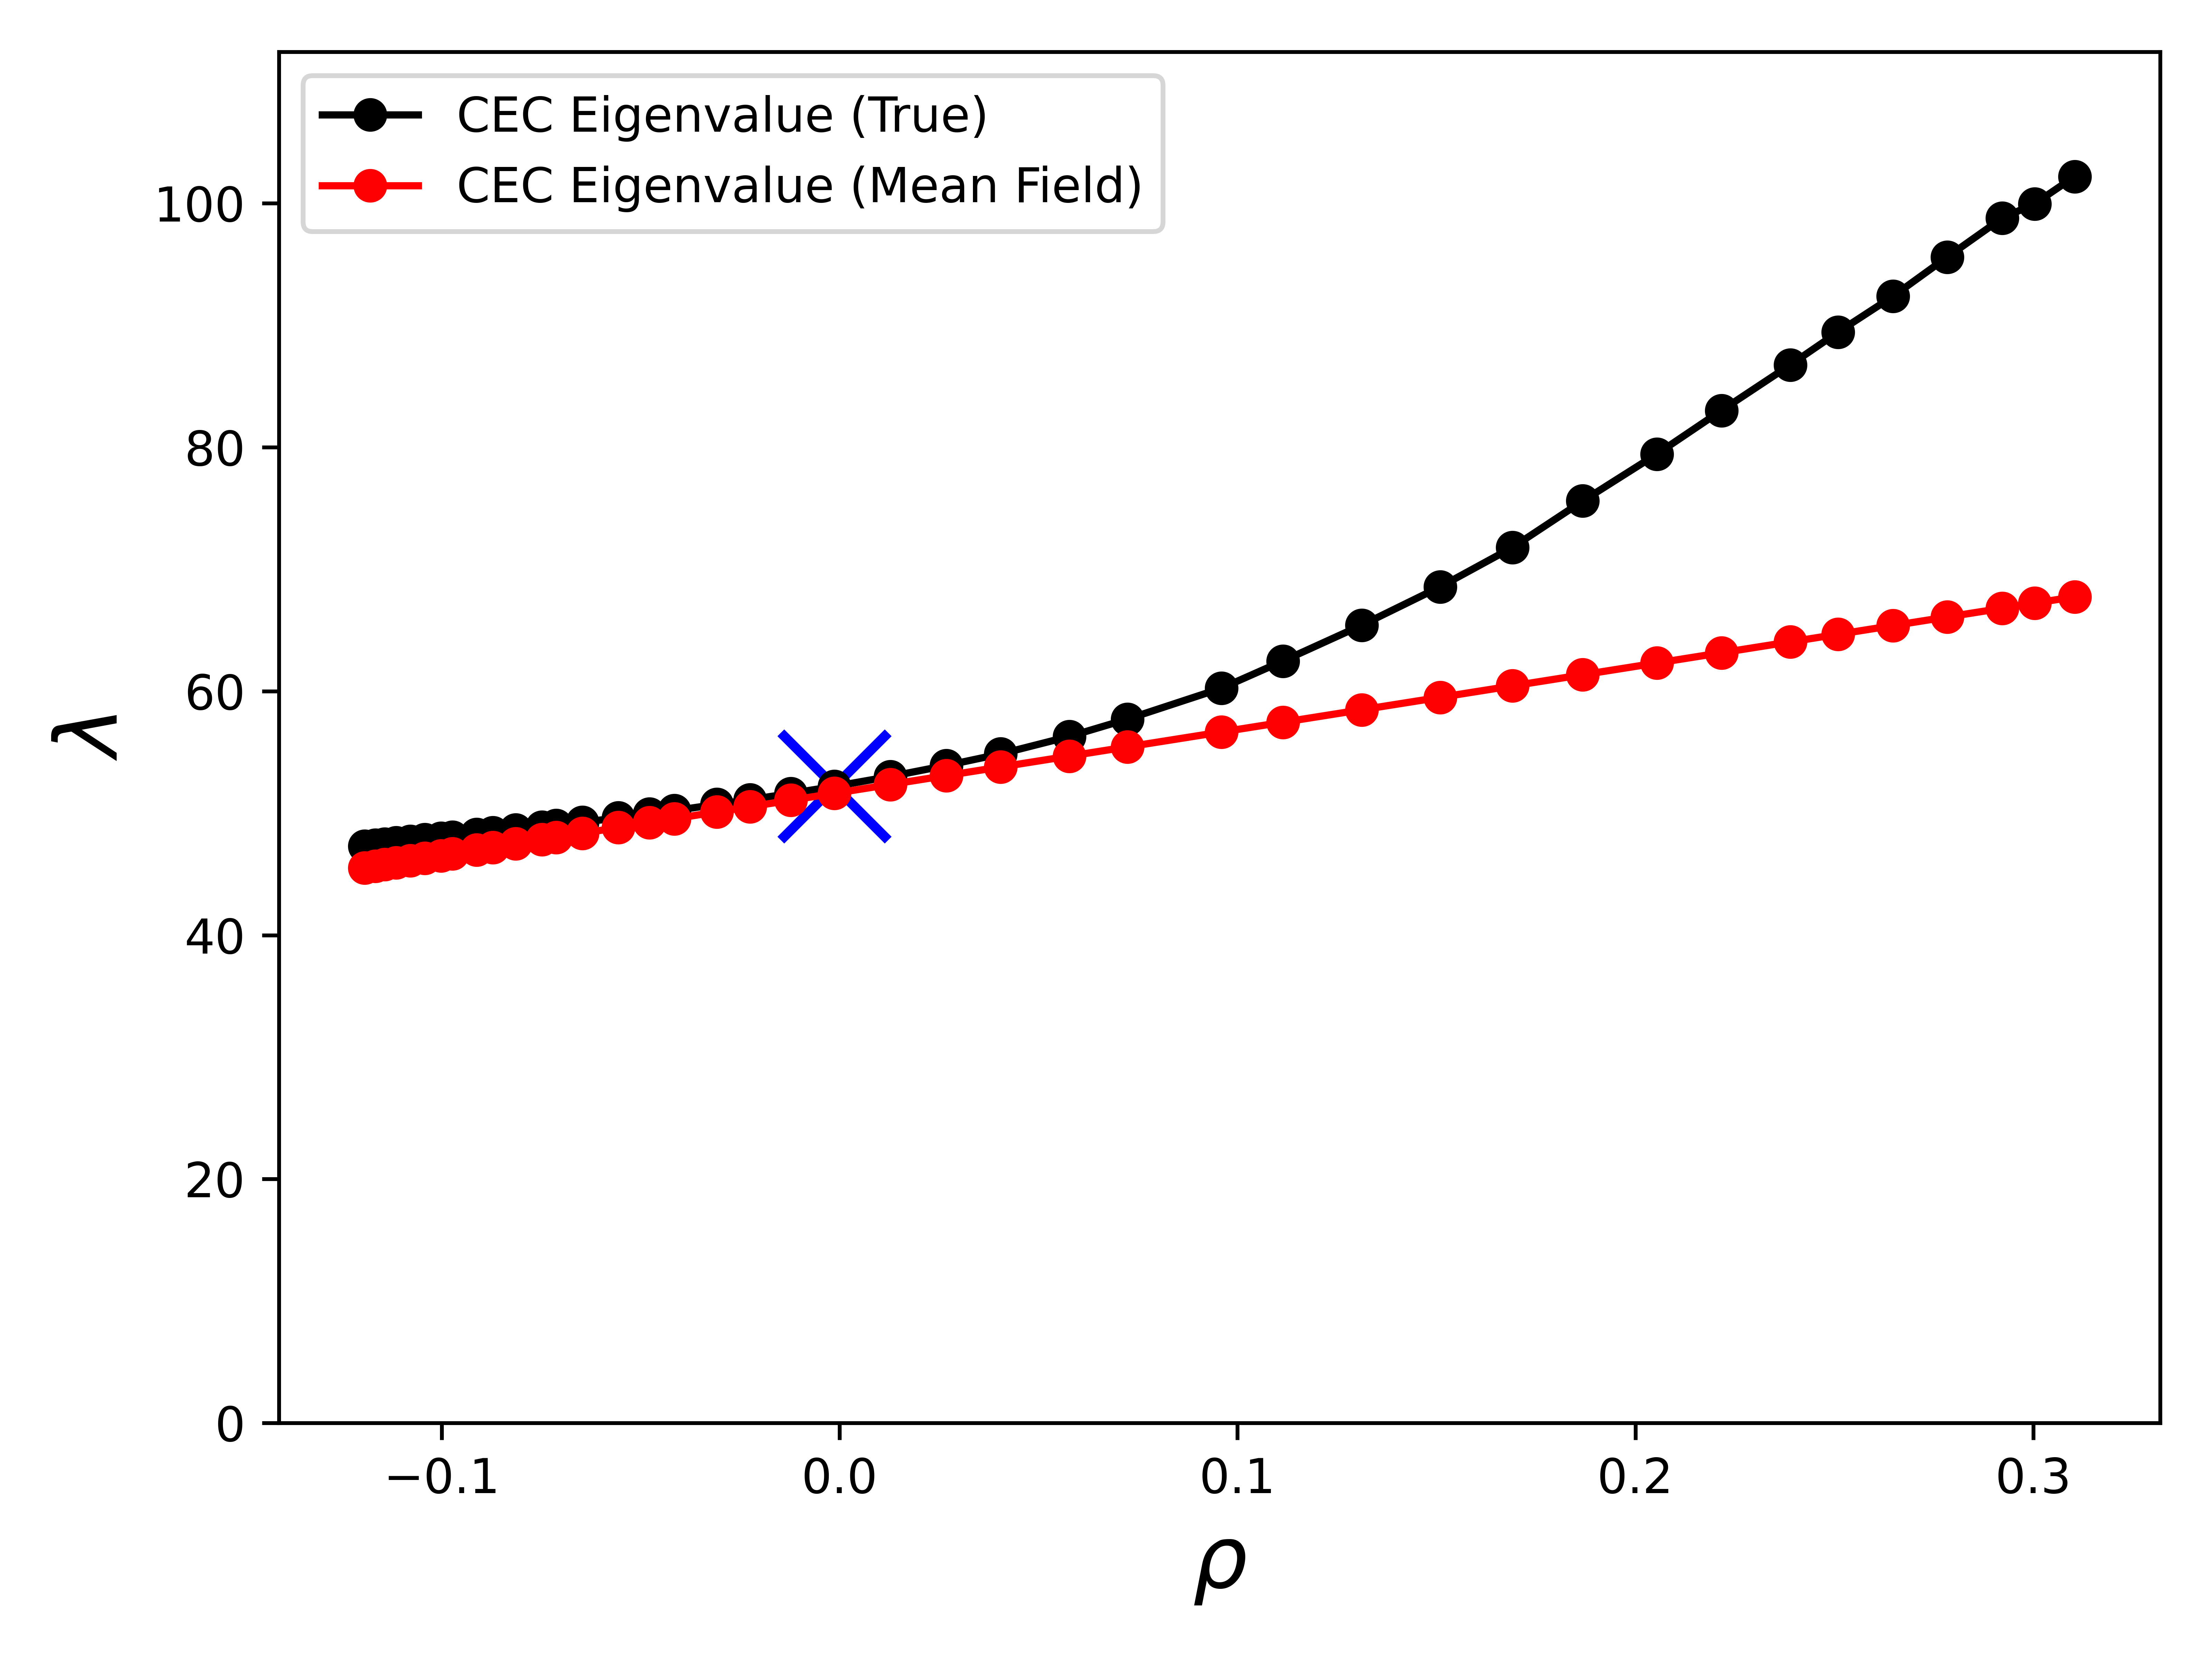 CEC Eigenvalue (True)
CEC Eigenvalue (Mean Field)
100
80
60
40
20
0
λ
−0.1
0.0
0.1
0.2
0.3
ρ